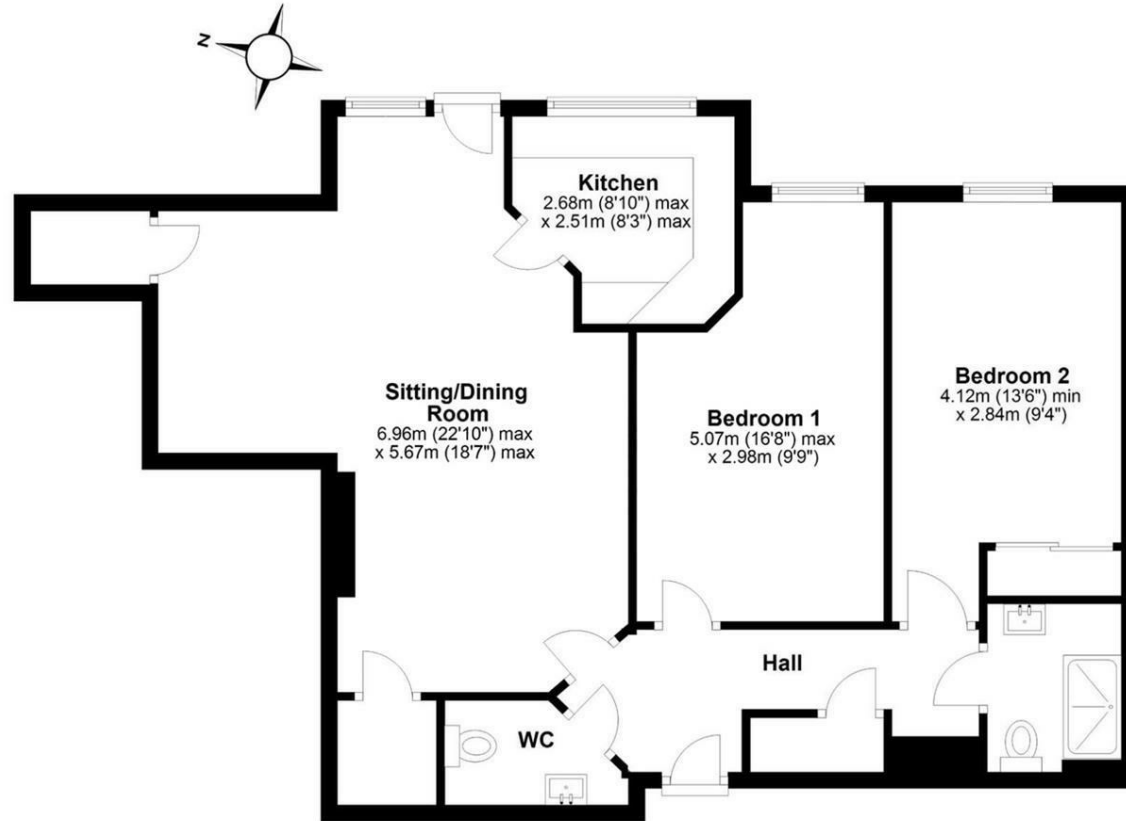 N
Kitchen
2.68m (8'10") max
x 2.51m (8'3") max
Sitting/Dining
Room
6.96m (22'10") max
x 5.67m (18'7") max
Bedroom 1
5.07m (16'8") max
x 2.98m (9'9")
Bedroom 2
4.12m (13'6") min
x 2.84m (9'4")
Hall
WC